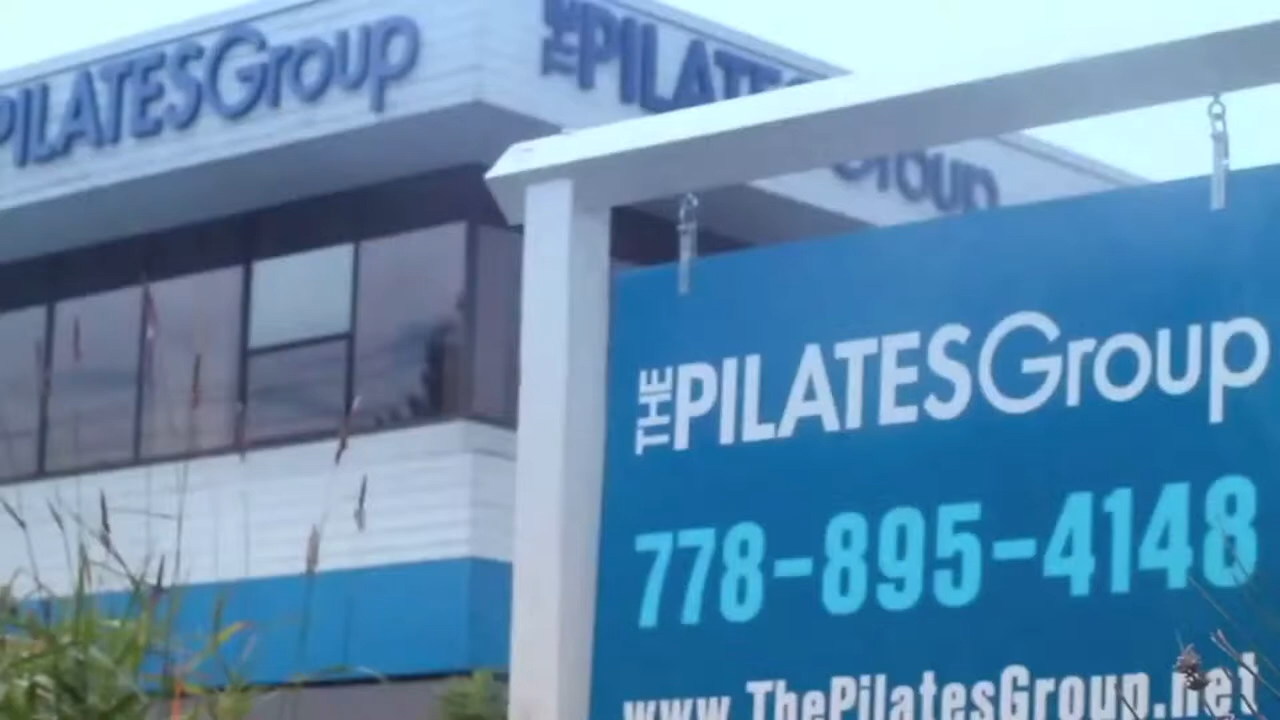 PILATESGroup
THE PILATES Group
THE PILATESGroup
778-895-4148
www.ThePilatesGroup.net